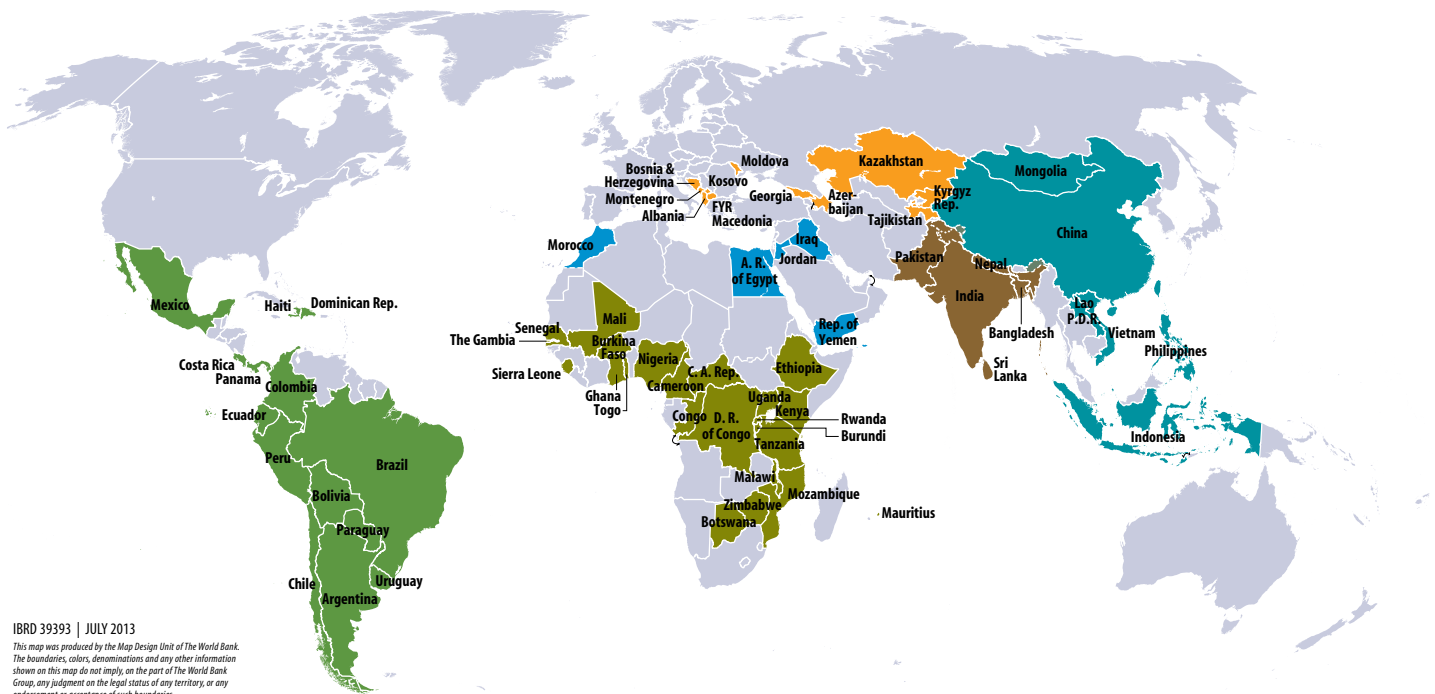 Moldova
Bosnia &
Herzegovina
Kosovo
Montenegro
Albania
FYR
Macedonia
Georgia
Azer-
baijan
Kazakhstan
Kyrgyz
Rep.
Tajikistan
Mongolia
China
Morocco
A. R.
of Egypt
Jordan
Iraq
Rep. of
Yemen
Pakistan
Nepal
India
Bangladesh
Sri
Lanka
Lao
P.D.R.
Vietnam
Philippines
Indonesia
Mexico
Haiti
Dominican Rep.
Costa Rica
Panama
Colombia
Ecuador
Peru
Brazil
Bolivia
Paraguay
Chile
Uruguay
Argentina
Senegal
The Gambia
Mali
Burkina
Faso
Sierra Leone
Ghana
Togo
Nigeria
Cameroon
C. A. Rep.
Ethiopia
Uganda
Kenya
Congo
D. R.
of Congo
Rwanda
Burundi
Tanzania
Malawi
Mozambique
Zimbabwe
Botswana
Mauritius
IBRD 39393 | JULY 2013
This map was produced by the Map Design Unit of The World Bank.
The boundaries, colors, denominations and any other information
shown on this map do not imply, on the part of The World Bank
Group, any judgment on the legal status of any territory, or any